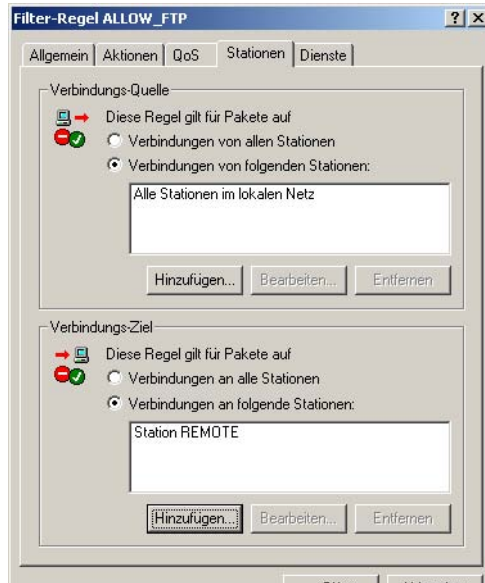 Filter-Regel ALLOW_FTP
Allgemein Aktionen QoS Stationen Dienste
Verbindungs-Quelle
Diese Regel gilt für Pakete auf
Verbindungen von allen Stationen
Verbindungen von folgenden Stationen:
Alle Stationen im lokalen Netz
Hinzufügen... Bearbeiten... Entfernen
Verbindungs-Ziel
Diese Regel gilt für Pakete auf
Verbindungen an alle Stationen
Verbindungen an folgende Stationen:
Station REMOTE
Hinzufügen... Bearbeiten... Entfernen